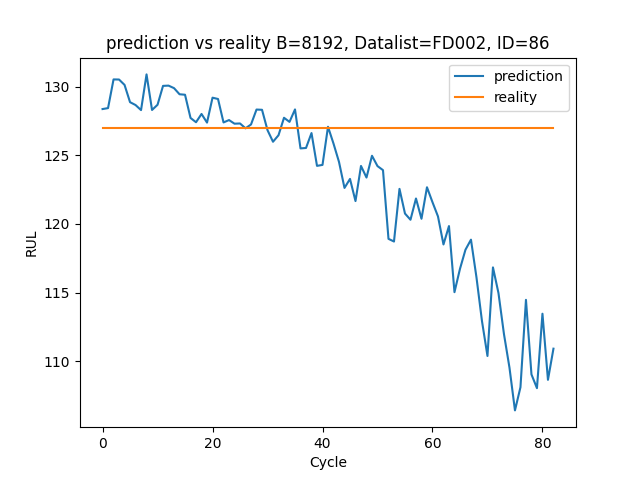 prediction vs reality B=8192, Datalist=FD002, ID=86
prediction
reality
RUL
130
125
120
115
110
0 20 40 60 80
Cycle